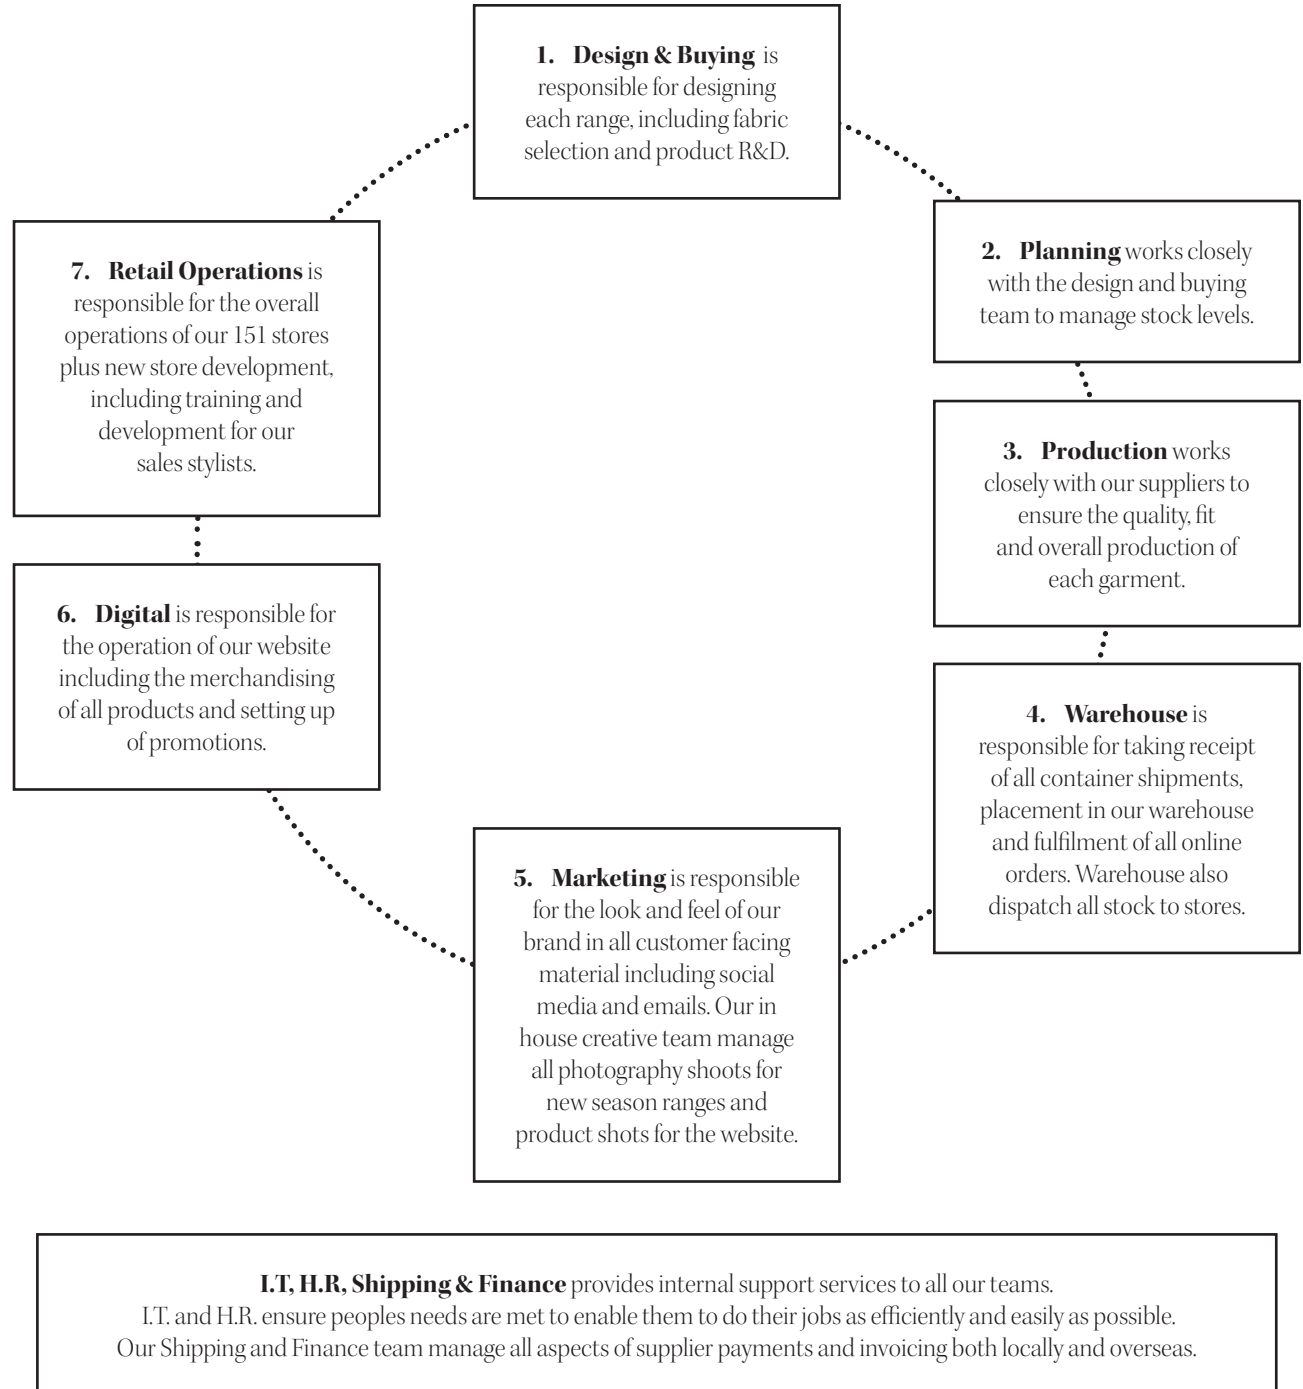 1. Design & Buying is
responsible for designing
each range, including fabric
selection and product R&D.
2. Planning works closely
with the design and buying
team to manage stock levels.
3. Production works
closely with our suppliers to
ensure the quality, fit
and overall production of
each garment.
4. Warehouse is
responsible for taking receipt
of all container shipments,
placement in our warehouse
and fulfilment of all online
orders. Warehouse also
dispatch all stock to stores.
5. Marketing is responsible
for the look and feel of our
brand in all customer facing
material including social
media and emails. Our in
house creative team manage
all photography shoots for
new season ranges and
product shots for the website.
6. Digital is responsible for
the operation of our website
including the merchandising
of all products and setting up
of promotions.
7. Retail Operations is
responsible for the overall
operations of our 151 stores
plus new store development,
including training and
development for our
sales stylists.
I.T, H.R, Shipping & Finance provides internal support services to all our teams.
I.T. and H.R. ensure peoples needs are met to enable them to do their jobs as efficiently and easily as possible.
Our Shipping and Finance team manage all aspects of supplier payments and invoicing both locally and overseas.